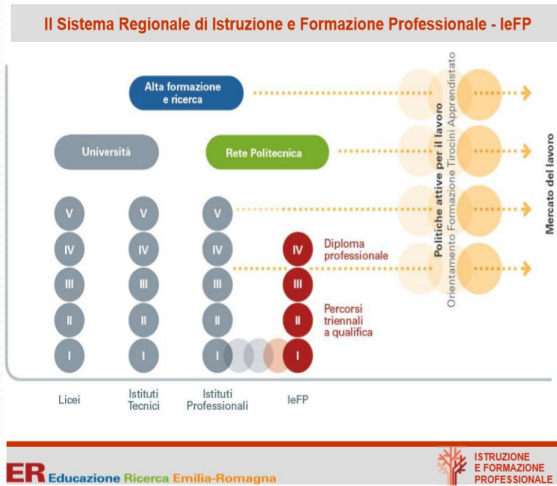 Il Sistema Regionale di Istruzione e Formazione Professionale - IeFP
Alta formazione
e ricerca
Università
Rete Politecnica
V
V
V
IV
IV
IV
IV
Diploma
professionale
III
III
III
III
II
II
II
II
Percorsi
triennali
a qualifica
I
I
I
I
Licei
Istituti
Tecnici
Istituti
Professionali
IeFP
Politiche attive per il lavoro
Orientamento Formazione Tirocini Apprendistato
Mercato del lavoro
ER Educazione Ricerca Emilia-Romagna
ISTRUZIONE
E FORMAZIONE
PROFESSIONALE